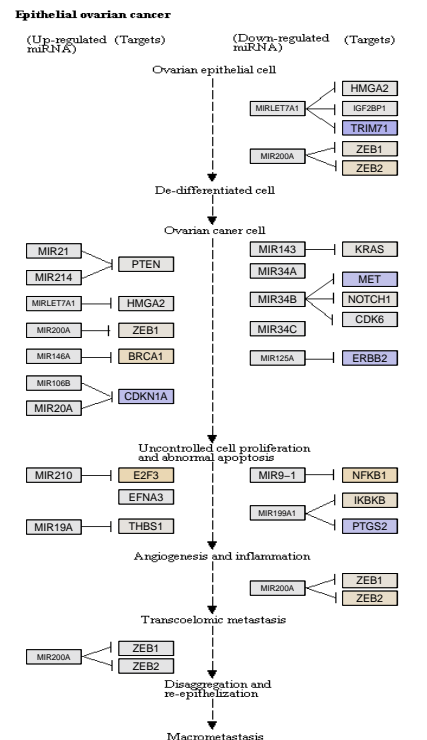 Epithelial ovarian cancer
(Up-regulated
miRNA)
(Targets)
(Down-regulated
miRNA)
(Targets)
Ovarian epithelial cell
MIRLET7A1
HMGA2
IGF2BP1
TRIM71
MIR200A
ZEB1
ZEB2
De-differentiated cell
Ovarian caner cell
MIR21
MIR214
PTEN
MIRLET7A1
HMGA2
MIR200A
ZEB1
MIR146A
BRCA1
MIR106B
MIR20A
CDKN1A
MIR143
KRAS
MIR34A
MIR34B
MIR34C
MET
NOTCH1
CDK6
MIR125A
ERBB2
Uncontrolled cell proliferation
and abnormal apoptosis
MIR210
E2F3
EFNA3
MIR19A
THBS1
MIR9-1
NFKB1
MIR199A1
IKBKB
PTGS2
Angiogenesis and inflammation
MIR200A
ZEB1
ZEB2
Transcoelomic metastasis
MIR200A
ZEB1
ZEB2
Disaggregation and
re-epithelization
Macrometastasis